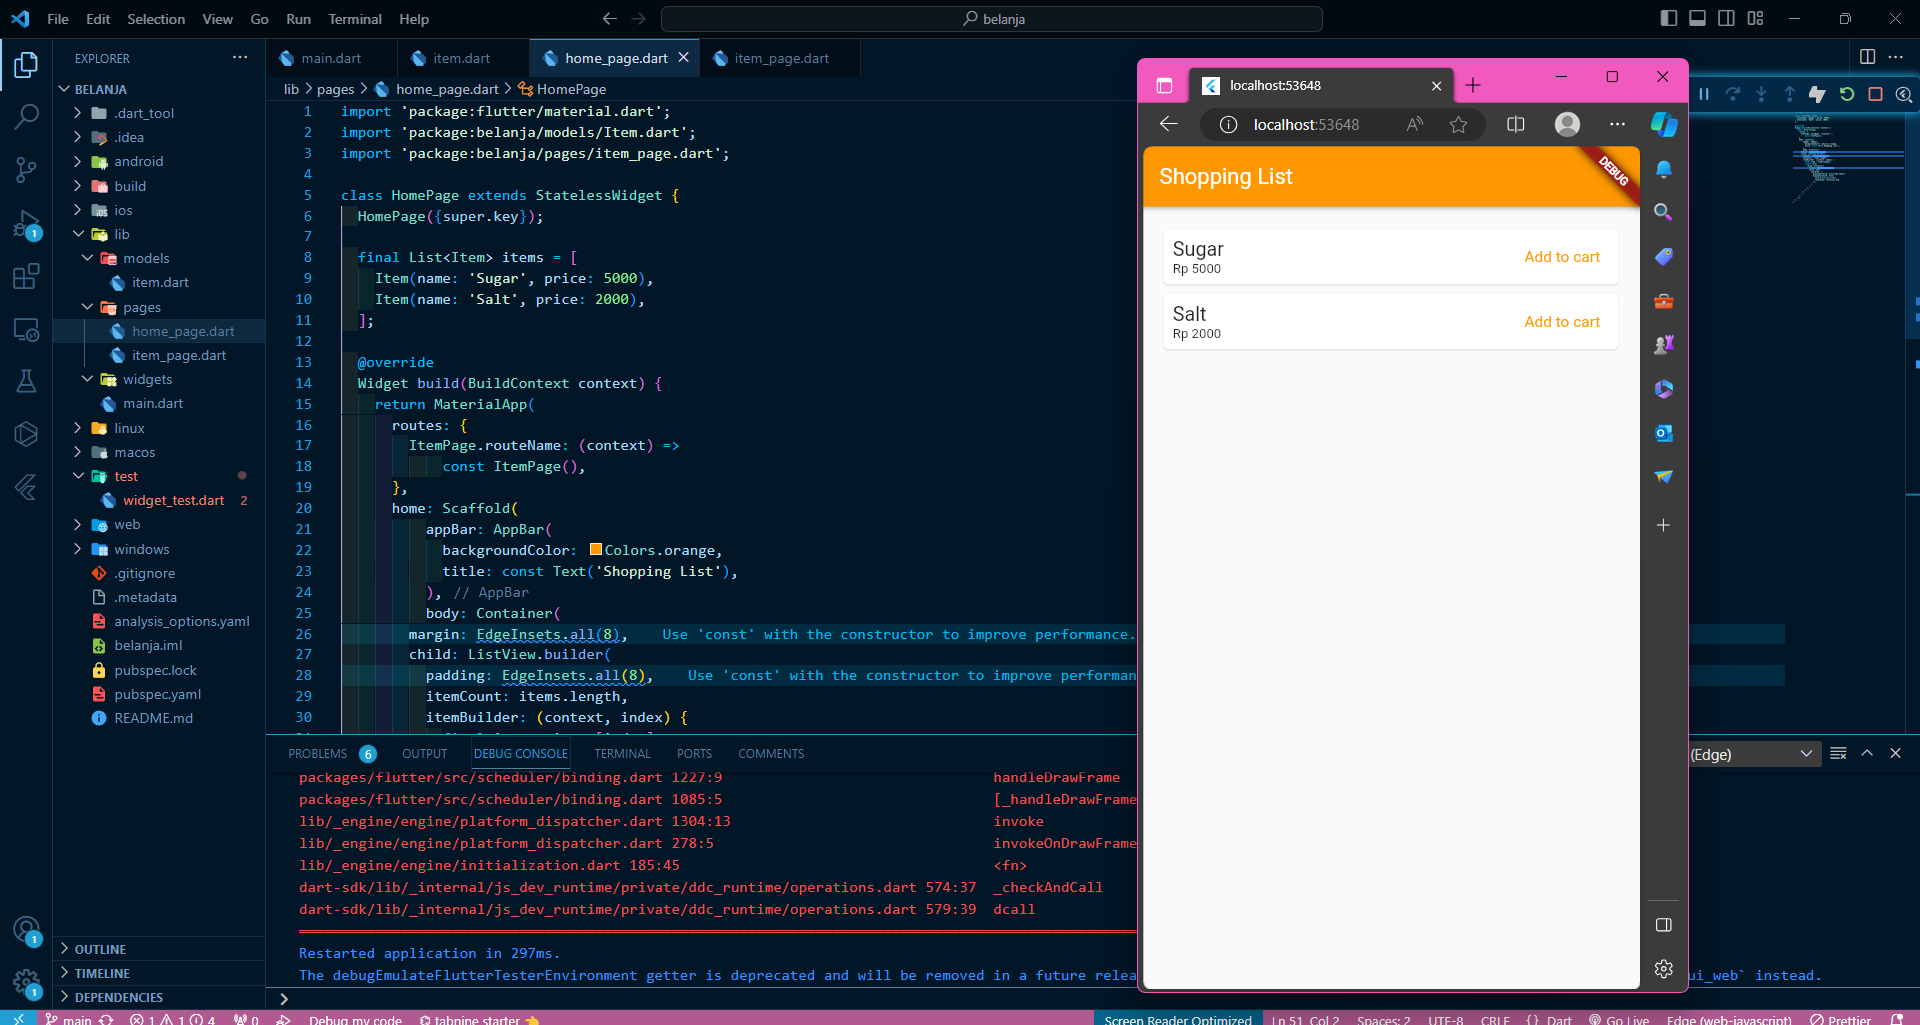 File Edit Selection View Go Run Terminal Help
belanja
EXPLORER
BELANJA
.dart_tool
.idea
android
build
ios
lib
models
item.dart
pages
home_page.dart
item_page.dart
widgets
main.dart
linux
macos
test
widget_test.dart 2
web
windows
.gitignore
.metadata
analysis_options.yaml
belanja.iml
pubspec.lock
pubspec.yaml
README.md
OUTLINE
TIMELINE
DEPENDENCIES
1
1
1
main.dart item.dart home_page.dart item_page.dart
lib > pages > home_page.dart > HomePage
1 import 'package:flutter/material.dart';
2 import 'package:belanja/models/Item.dart';
3 import 'package:belanja/pages/item_page.dart';
4
5 class HomePage extends StatelessWidget {
6 HomePage({super.key});
7
8 final List<Item> items = [
9 Item(name: 'Sugar', price: 5000),
10 Item(name: 'Salt', price: 2000),
11 ];
12
13 @override
14 Widget build(BuildContext context) {
15 return MaterialApp(
16 routes: {
17 ItemPage.routeName: (context) =>
18 const ItemPage(),
19 },
20 home: Scaffold(
21 appBar: AppBar(
22 backgroundColor: Colors.orange,
23 title: const Text('Shopping List'),
24 ), // AppBar
25 body: Container(
26 margin: EdgeInsets.all(8), Use 'const' with the constructor to improve performance.
27 child: ListView.builder(
28 padding: EdgeInsets.all(8), Use 'const' with the constructor to improve performan
29 itemCount: items.length,
30 itemBuilder: (context, index) {
PROBLEMS 6 OUTPUT DEBUG CONSOLE TERMINAL PORTS COMMENTS
(Edge)
packages/flutter/src/scheduler/binding.dart 1227:9 handleDrawFrame
packages/flutter/src/scheduler/binding.dart 1085:5 [_handleDrawFrame
lib/_engine/engine/platform_dispatcher.dart 1304:13 invoke
lib/_engine/engine/platform_dispatcher.dart 278:5 invokeOnDrawFrame
lib/_engine/engine/initialization.dart 185:45 <fn>
dart-sdk/lib/_internal/js_dev_runtime/private/ddc_runtime/operations.dart 574:37 _checkAndCall
dart-sdk/lib/_internal/js_dev_runtime/private/ddc_runtime/operations.dart 579:39 dcall
Restarted application in 297ms.
The debugEmulateFlutterTesterEnvironment getter is deprecated and will be removed in a future relea ui_web` instead.
localhost:53648
localhost:53648
Shopping List
DEBUG
Sugar
Rp 5000
Add to cart
Salt
Rp 2000
Add to cart
main 1 1 4 0 Debug my code tabnine starter Screen Reader Optimized Ln 51, Col 2 Spaces: 2 UTF-8 CRLF {} Dart Go Live Edge (web-javascript) Prettier